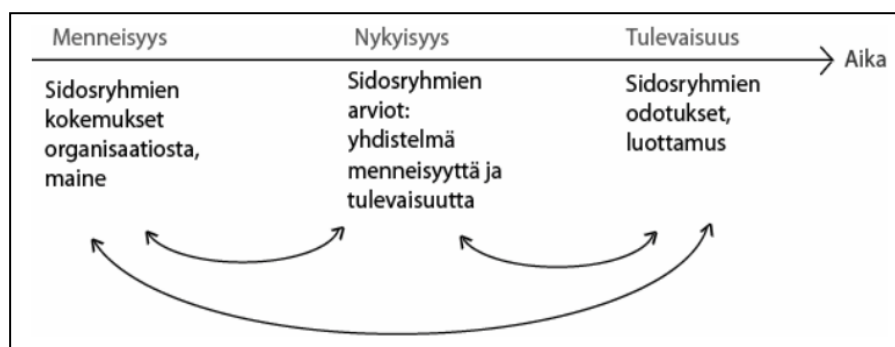 Menneisyys
Nykyisyys
Tulevaisuus
Aika
Sidosryhmien
kokemukset
organisaatiosta,
maine
Sidosryhmien
arviot:
yhdistelmä
menneisyyttä ja
tulevaisuutta
Sidosryhmien
odotukset,
luottamus